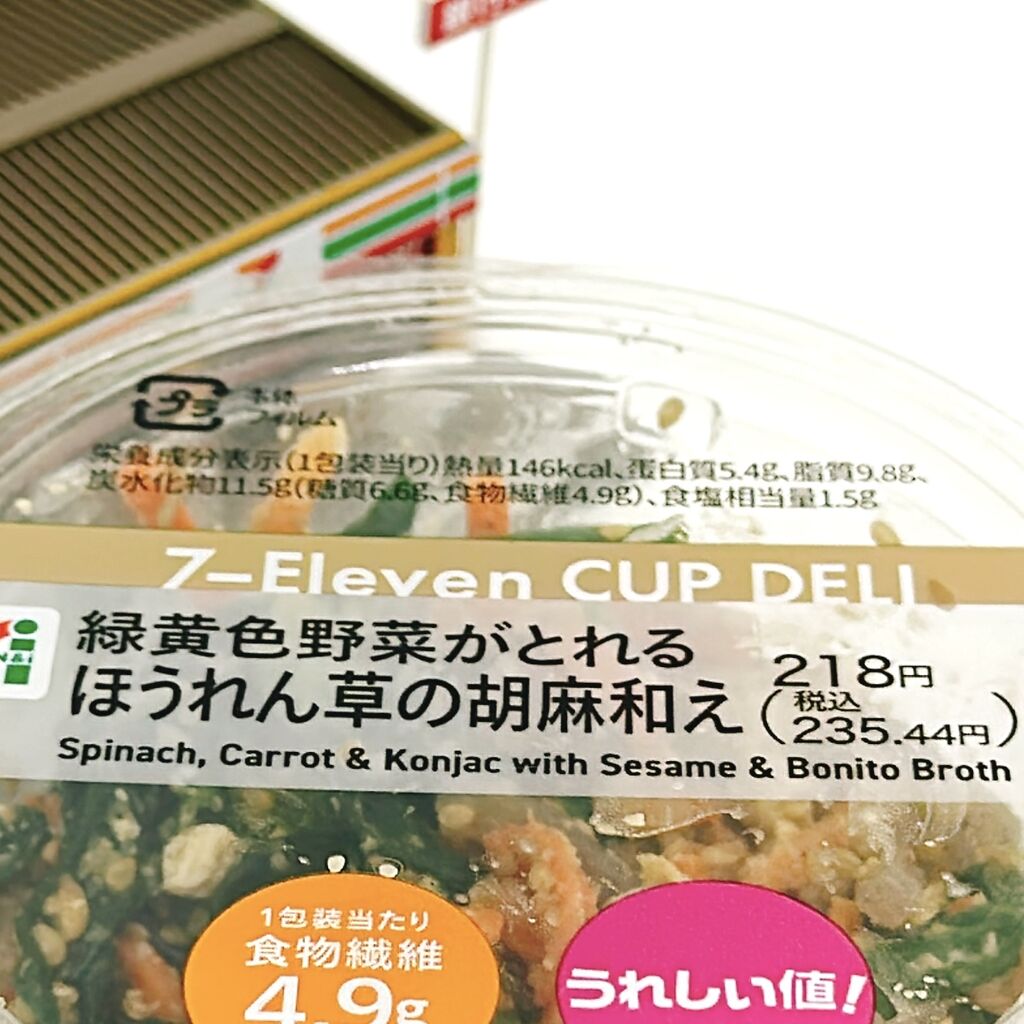 プラ
本体
フィルム
栄養成分表示(1包装当り)熱量146kcal、蛋白質5.4g、脂質9.8g、
炭水化物11.5g(糖質6.6g、食物繊維4.9g)、食塩相当量1.5g
7-Eleven CUP DELI
緑黄色野菜がとれる
ほうれん草の胡麻和え
218円
(税込
235.44円)
Spinach, Carrot & Konjac with Sesame & Bonito Broth
1包装当たり
食物繊維
4.9g
うれしい値!